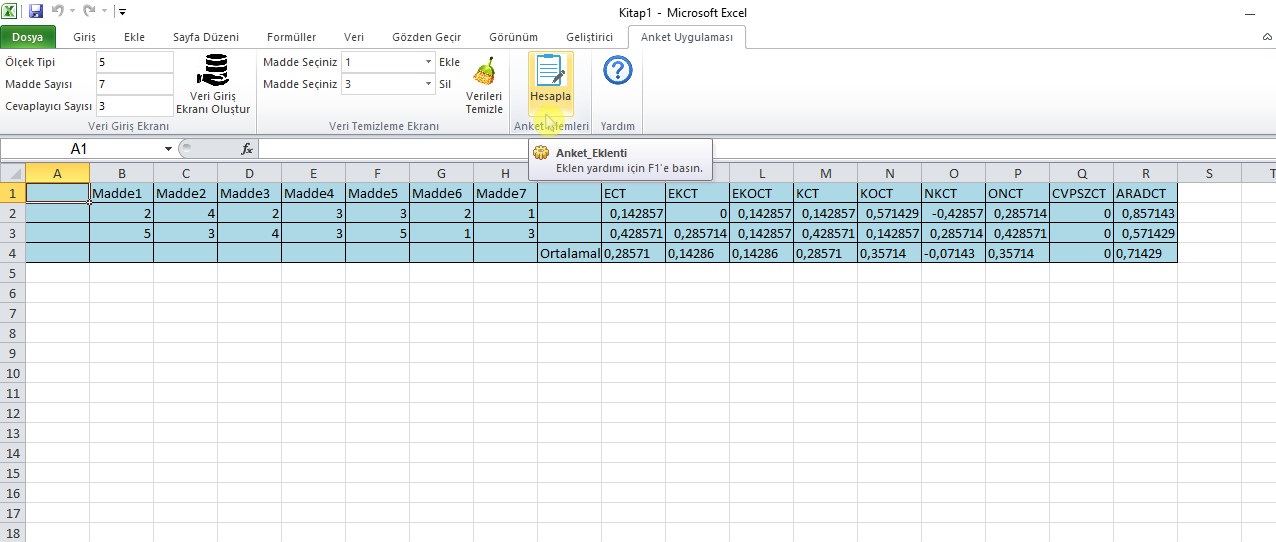 Kitap1 - Microsoft Excel
Dosya Giriş Ekle Sayfa Düzeni Formüller Veri Gözden Geçir Görünüm Geliştirici Anket Uygulaması
Ölçek Tipi 5
Madde Sayısı 7
Cevaplayıcı Sayısı 3
Veri Giriş
Ekranı Oluştur
Veri Giriş Ekranı
Madde Seçiniz 1 Ekle
Madde Seçiniz 3 Sil
Verileri
Temizle
Veri Temizleme Ekranı
Hesapla
Yardım
A1 fx
Anket_Eklenti
Eklen yardımı için F1'e basın.
A B C D E F G H L M N O P Q R S T
1 Madde1 Madde2 Madde3 Madde4 Madde5 Madde6 Madde7 ECT EKCT EKOCT KCT KOCT NKCT ONCT CVPSZCT ARADCT
2 2 4 2 3 3 2 1 0,142857 0 0,142857 0,142857 0,571429 -0,42857 0,285714 0 0,857143
3 5 3 4 3 5 1 3 0,428571 0,285714 0,142857 0,428571 0,142857 0,285714 0,428571 0 0,571429
4 Ortalamal 0,28571 0,14286 0,14286 0,28571 0,35714 -0,07143 0,35714 0 0,71429
5
6
7
8
9
10
11
12
13
14
15
16
17
18